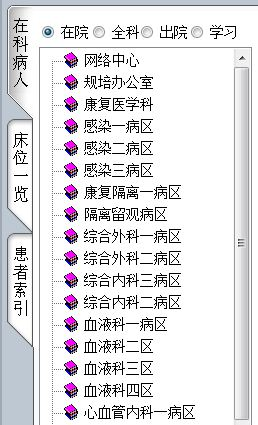 在科病人
床位一览
患者索引
在院 全科 出院 学习
网络中心
规培办公室
康复医学科
感染一病区
感染二病区
感染三病区
康复隔离一病区
隔离留观病区
综合外科一病区
综合外科二病区
综合内科三病区
综合内科二病区
血液科一病区
血液科二区
血液科三区
血液科四区
心血管内科一病区